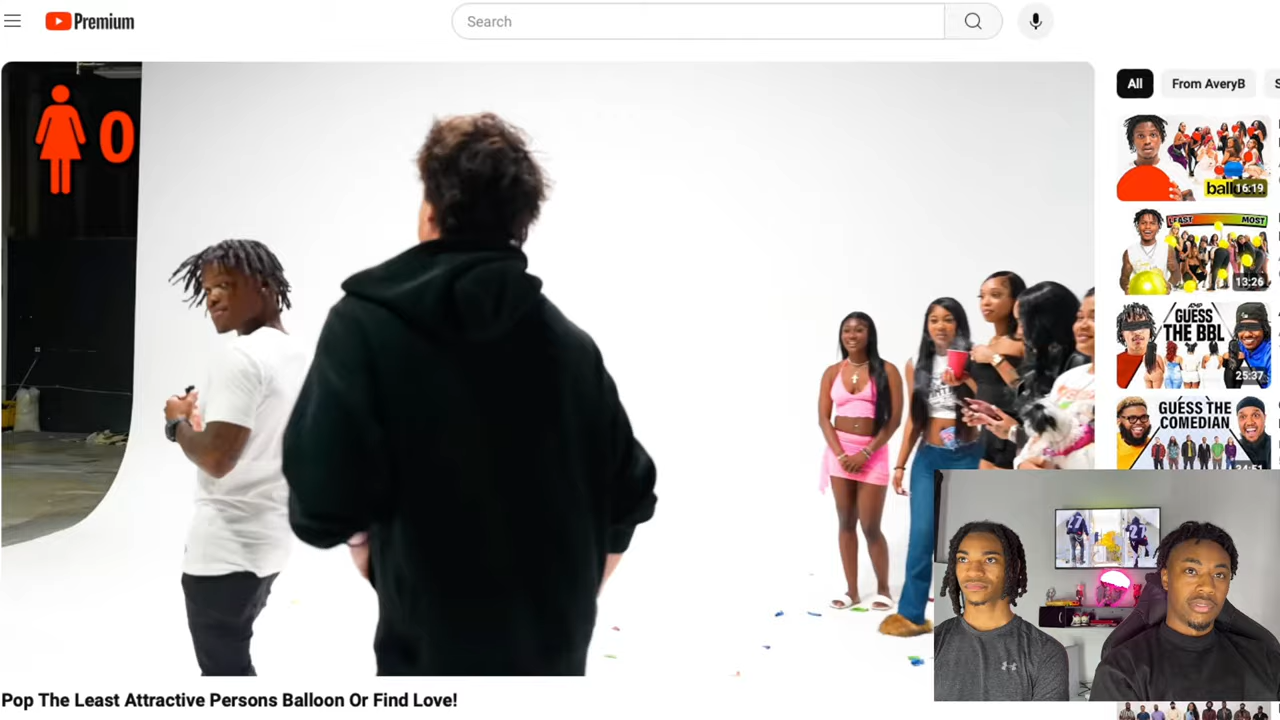 Premium
Search
0
All
From AveryB
ball
16:19
LEAST MOST
13:26
AMP
GUESS
THE BBL
25:37
GUESS THE
COMEDIAN
Pop The Least Attractive Persons Balloon Or Find Love!